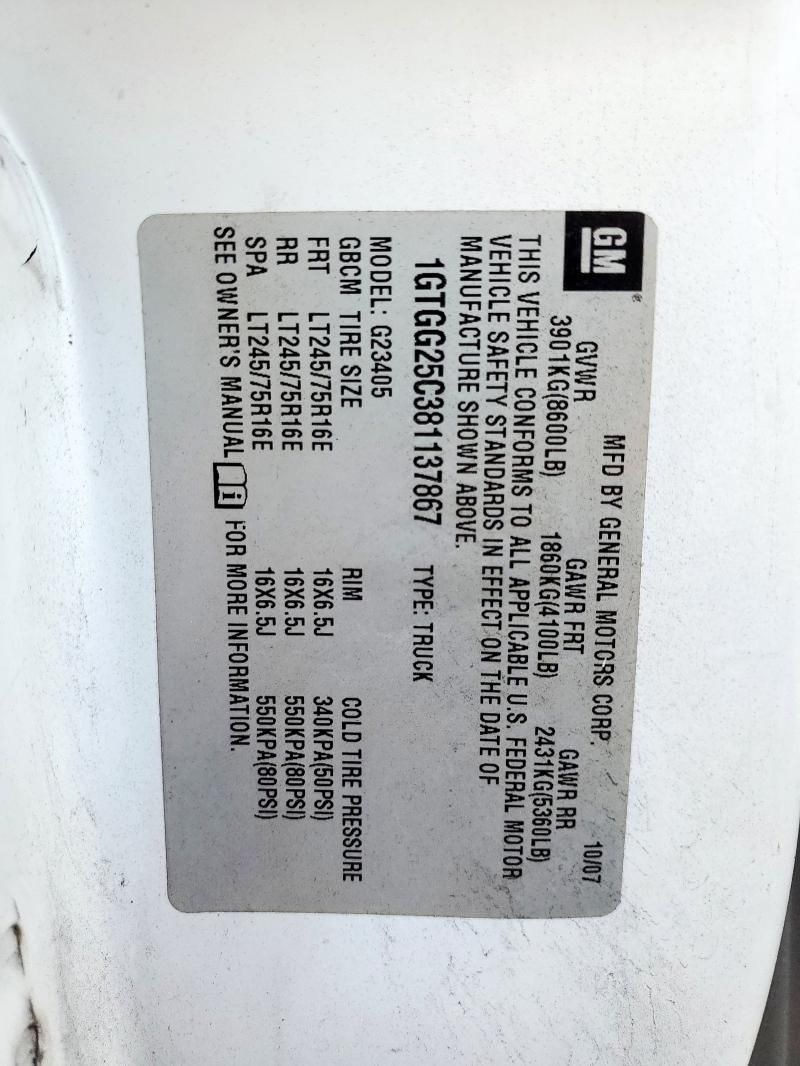 GM
MFD BY GENERAL MOTORS CORP. 10/07
GVWR GAWR FRT GAWR RR
3901KG(8600LB) 1860KG(4100LB) 2431KG(5360LB)
THIS VEHICLE CONFORMS TO ALL APPLICABLE U.S. FEDERAL MOTOR
VEHICLE SAFETY STANDARDS IN EFFECT ON THE DATE OF
MANUFACTURE SHOWN ABOVE.
1GTGG25C381137867 TYPE: TRUCK
MODEL: G23405
GBCM TIRE SIZE RIM COLD TIRE PRESSURE
FRT LT245/75R16E 16X6.5J 340KPA(50PSI)
RR LT245/75R16E 16X6.5J 550KPA(80PSI)
SPA LT245/75R16E 16X6.5J 550KPA(80PSI)
SEE OWNER'S MANUAL i FOR MORE INFORMATION.